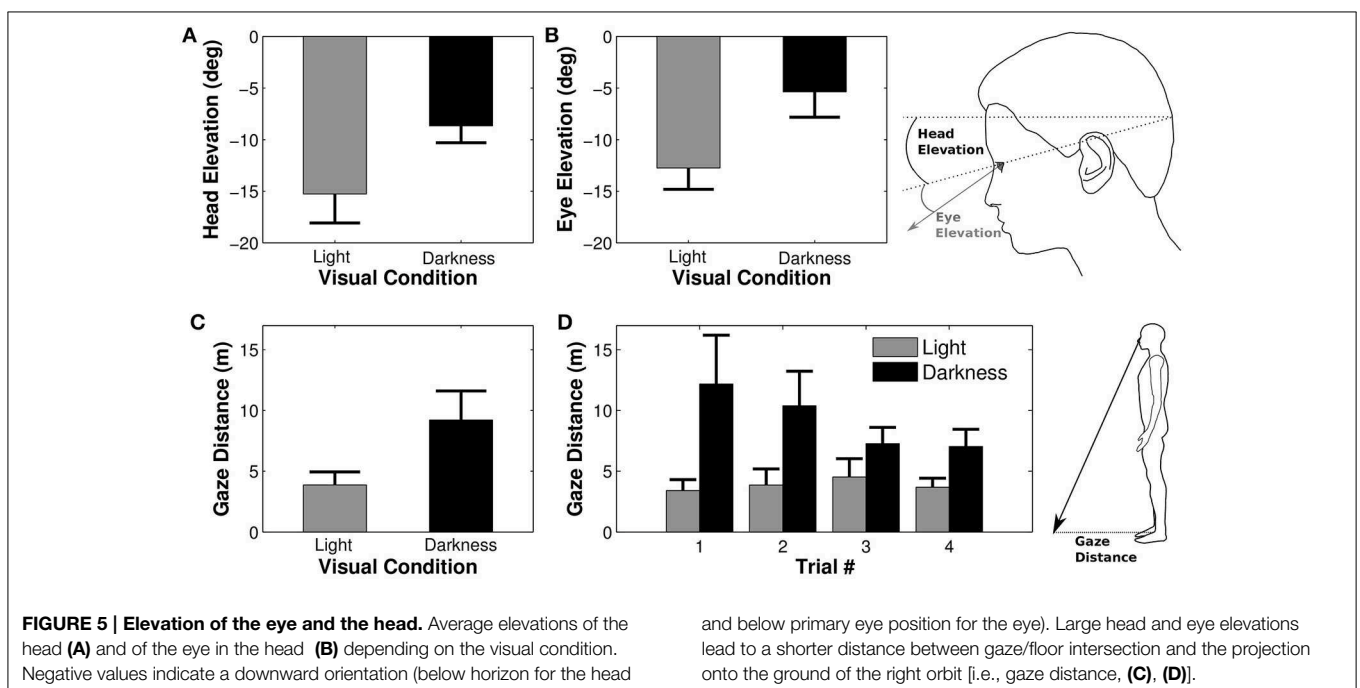 A
0
−5
−10
−15
−20
Head Elevation (deg)
Light Darkness
Visual Condition
B
0
−5
−10
−15
−20
Eye Elevation (deg)
Light Darkness
Visual Condition
Head
Elevation
Eye
Elevation
C
15
10
5
0
Gaze Distance (m)
Light Darkness
Visual Condition
D
15
10
5
0
Gaze Distance (m)
Light
Darkness
1 2 3 4
Trial #
Gaze
Distance
FIGURE 5 | Elevation of the eye and the head. Average elevations of the
head (A) and of the eye in the head (B) depending on the visual condition.
Negative values indicate a downward orientation (below horizon for the head
and below primary eye position for the eye). Large head and eye elevations
lead to a shorter distance between gaze/floor intersection and the projection
onto the ground of the right orbit [i.e., gaze distance, (C), (D)].